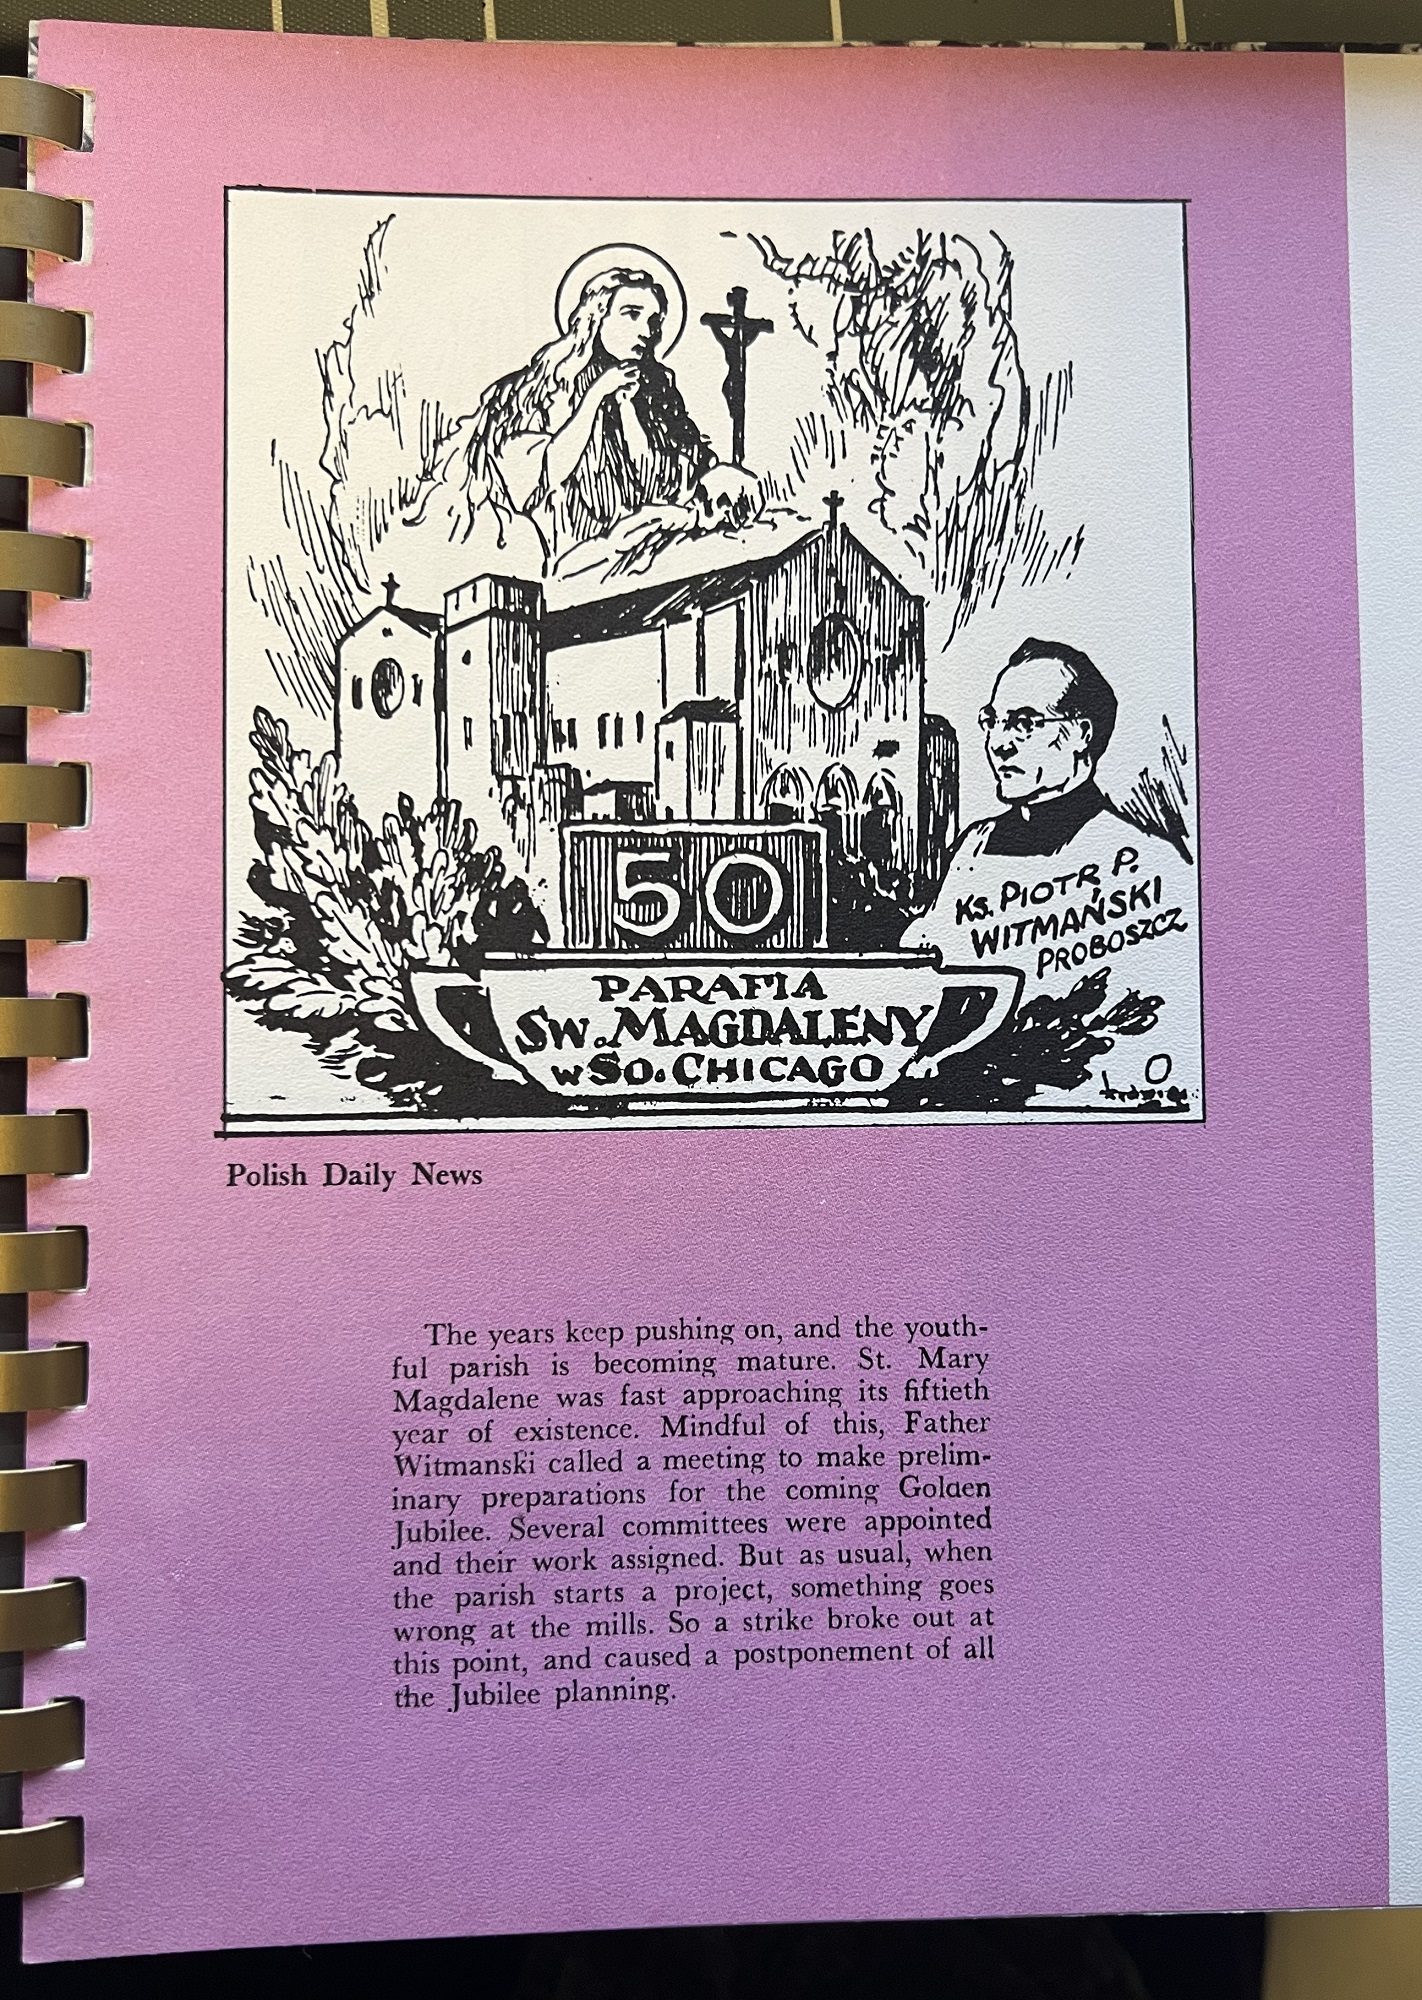 50
PARAFIA
SW. MAGDALENY
W SO. CHICAGO
KS. PIOTR P.
WITMAŃSKI
PROBOSZCZ
Polish Daily News
The years keep pushing on, and the youth-
ful parish is becoming mature. St. Mary
Magdalene was fast approaching its fiftieth
year of existence. Mindful of this, Father
Witmanski called a meeting to make prelim-
inary preparations for the coming Golden
Jubilee. Several committees were appointed
and their work assigned. But as usual, when
the parish starts a project, something goes
wrong at the mills. So a strike broke out at
this point, and caused a postponement of all
the Jubilee planning.